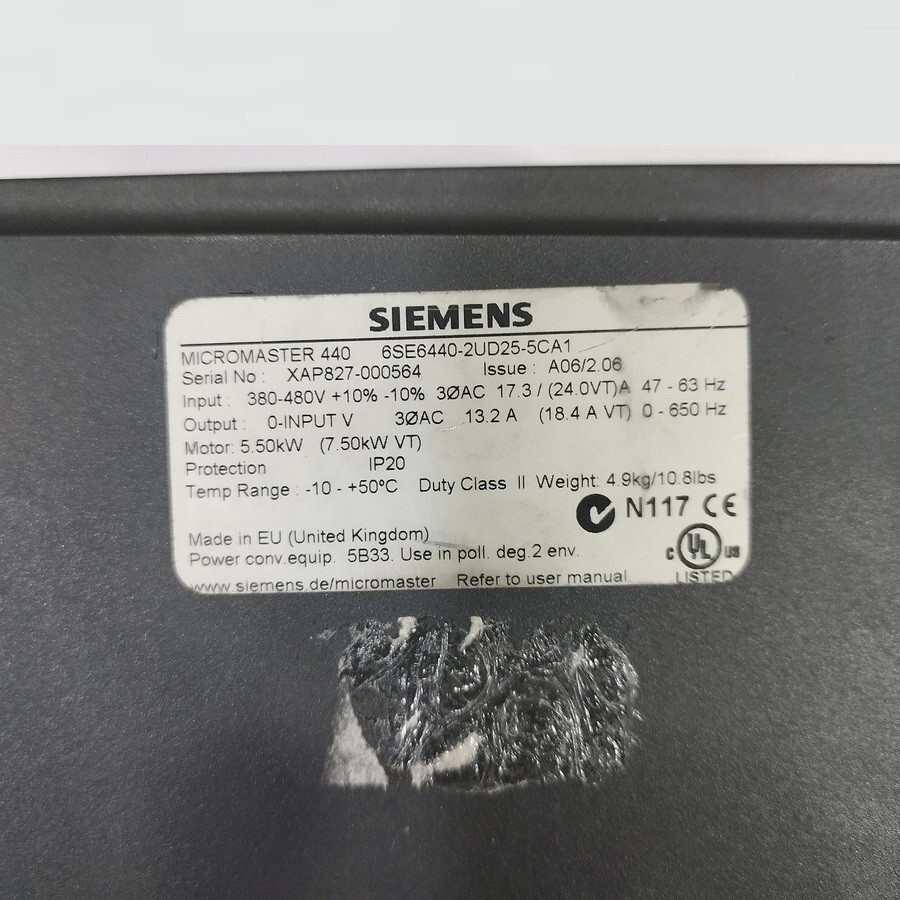 SIEMENS
MICROMASTER 440 6SE6440-2UD25-5CA1
Serial No : XAP827-000564 Issue : A06/2.06
Input : 380-480V +10% -10% 3ØAC 17.3 / (24.0VT)A 47 - 63 Hz
Output : 0-INPUT V 3ØAC 13.2 A (18.4 A VT) 0 - 650 Hz
Motor: 5.50kW (7.50kW VT)
Protection IP20
Temp Range : -10 - +50°C Duty Class II Weight: 4.9kg/10.8lbs
N117 CE
Made in EU (United Kingdom)
Power conv.equip. 5B33. Use in poll. deg.2 env.
C UL US
www.siemens.de/micromaster Refer to user manual.
LISTED